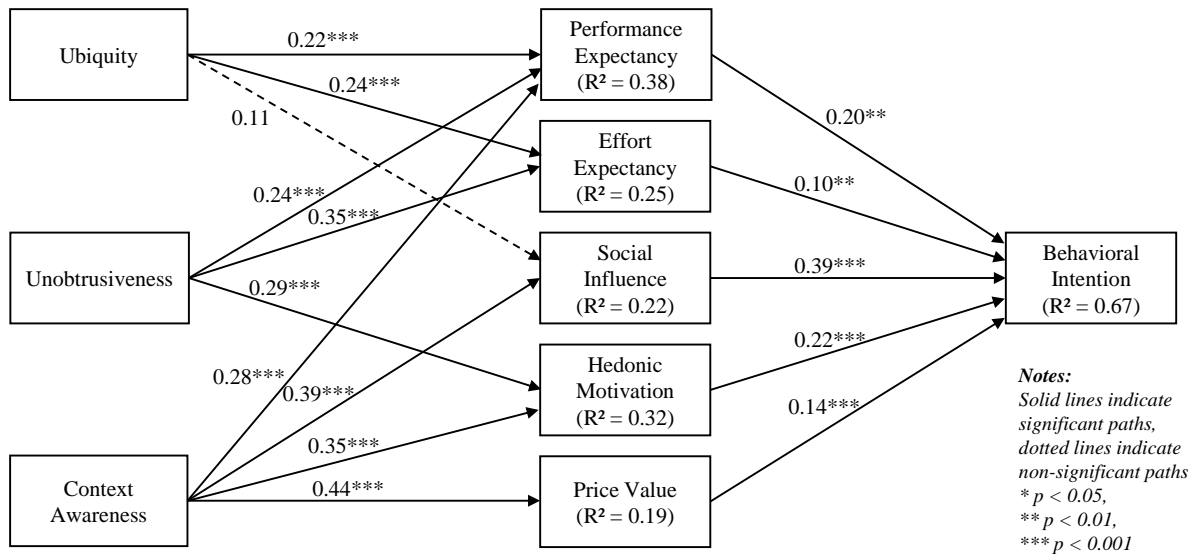 Ubiquity
Unobtrusiveness
Context
Awareness
0.22***
0.24***
0.11
0.24***
0.35***
0.29***
0.28***
0.39***
0.35***
0.44***
Performance
Expectancy
(R² = 0.38)
Effort
Expectancy
(R² = 0.25)
Social
Influence
(R² = 0.22)
Hedonic
Motivation
(R² = 0.32)
Price Value
(R² = 0.19)
0.20**
0.10**
0.39***
0.22***
0.14***
Behavioral
Intention
(R² = 0.67)
Notes:
Solid lines indicate
significant paths,
dotted lines indicate
non-significant paths
* p < 0.05,
** p < 0.01,
*** p < 0.001